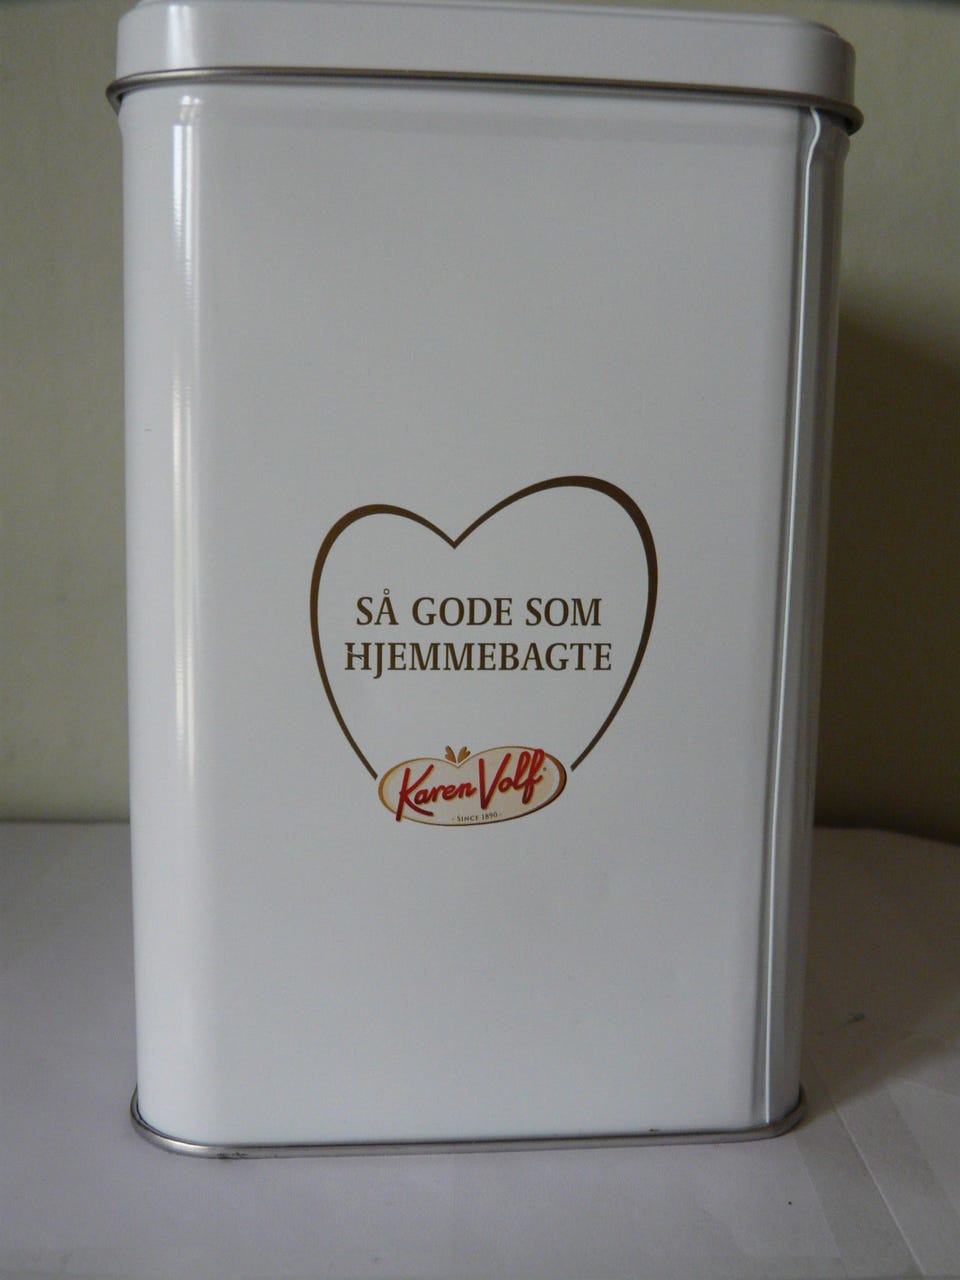 SÅ GODE SOM
HJEMMEBAGTE
Karen Volf
- SINCE 1890 -